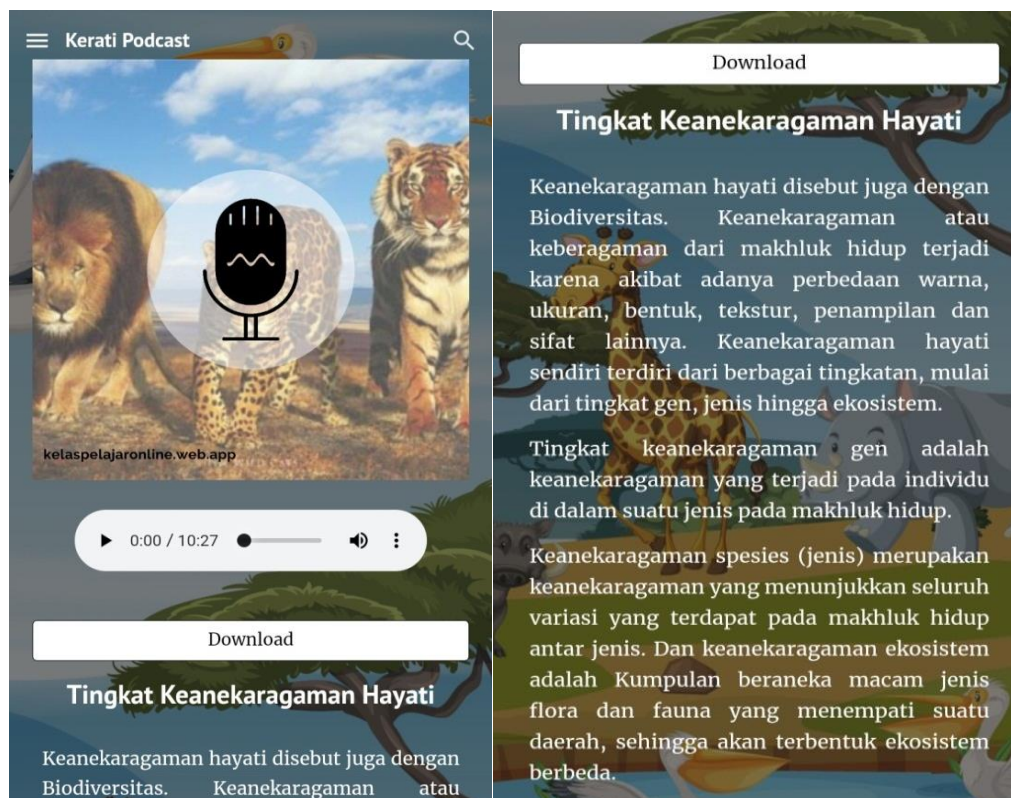 Kerati Podcast
kelaspelajaronline.web.app
0:00 / 10:27
Download
Tingkat Keanekaragaman Hayati
Keanekaragaman hayati disebut juga dengan
Biodiversitas. Keanekaragaman atau
Download
Tingkat Keanekaragaman Hayati
Keanekaragaman hayati disebut juga dengan
Biodiversitas. Keanekaragaman atau
keberagaman dari makhluk hidup terjadi
karena akibat adanya perbedaan warna,
ukuran, bentuk, tekstur, penampilan dan
sifat lainnya. Keanekaragaman hayati
sendiri terdiri dari berbagai tingkatan, mulai
dari tingkat gen, jenis hingga ekosistem.
Tingkat keanekaragaman gen adalah
keanekaragaman yang terjadi pada individu
di dalam suatu jenis pada makhluk hidup.
Keanekaragaman spesies (jenis) merupakan
keanekaragaman yang menunjukkan seluruh
variasi yang terdapat pada makhluk hidup
antar jenis. Dan keanekaragaman ekosistem
adalah Kumpulan beraneka macam jenis
flora dan fauna yang menempati suatu
daerah, sehingga akan terbentuk ekosistem
berbeda.